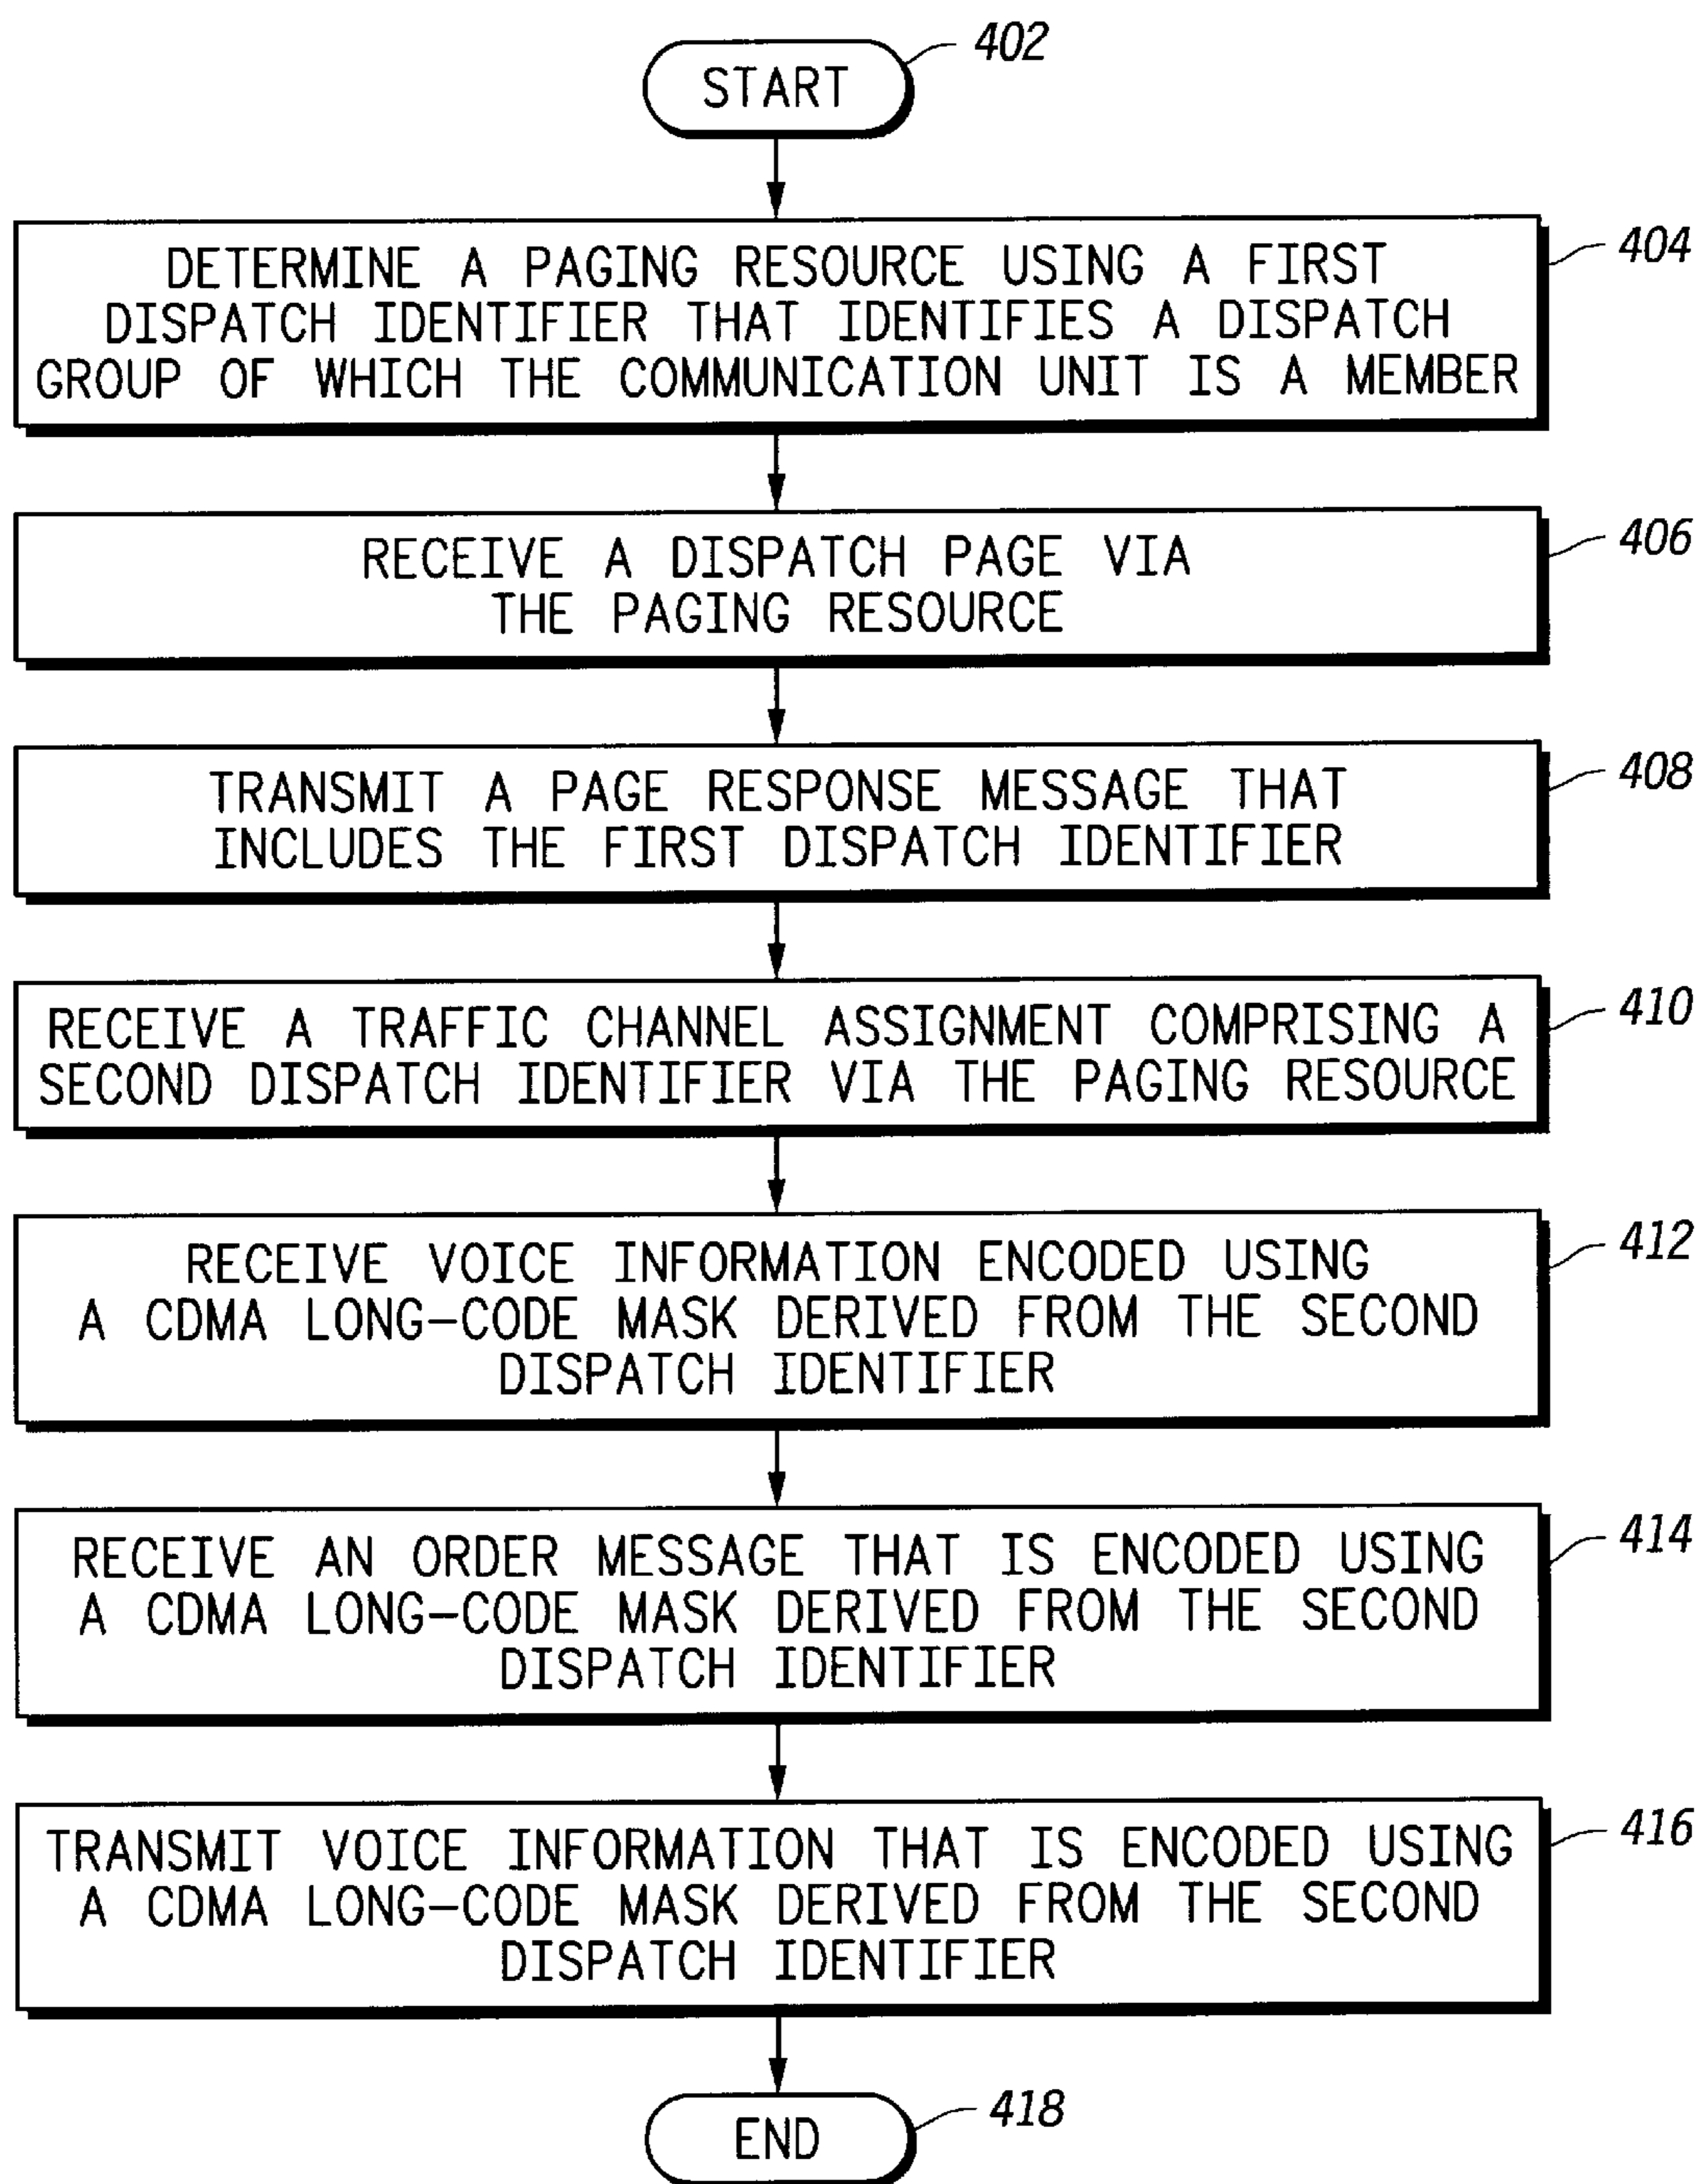 START
402
DETERMINE A PAGING RESOURCE USING A FIRST
DISPATCH IDENTIFIER THAT IDENTIFIES A DISPATCH
GROUP OF WHICH THE COMMUNICATION UNIT IS A MEMBER
404
RECEIVE A DISPATCH PAGE VIA
THE PAGING RESOURCE
406
TRANSMIT A PAGE RESPONSE MESSAGE THAT
INCLUDES THE FIRST DISPATCH IDENTIFIER
408
RECEIVE A TRAFFIC CHANNEL ASSIGNMENT COMPRISING A
SECOND DISPATCH IDENTIFIER VIA THE PAGING RESOURCE
410
RECEIVE VOICE INFORMATION ENCODED USING
A CDMA LONG-CODE MASK DERIVED FROM THE SECOND
DISPATCH IDENTIFIER
412
RECEIVE AN ORDER MESSAGE THAT IS ENCODED USING
A CDMA LONG-CODE MASK DERIVED FROM THE SECOND
DISPATCH IDENTIFIER
414
TRANSMIT VOICE INFORMATION THAT IS ENCODED USING
A CDMA LONG-CODE MASK DERIVED FROM THE SECOND
DISPATCH IDENTIFIER
416
END
418